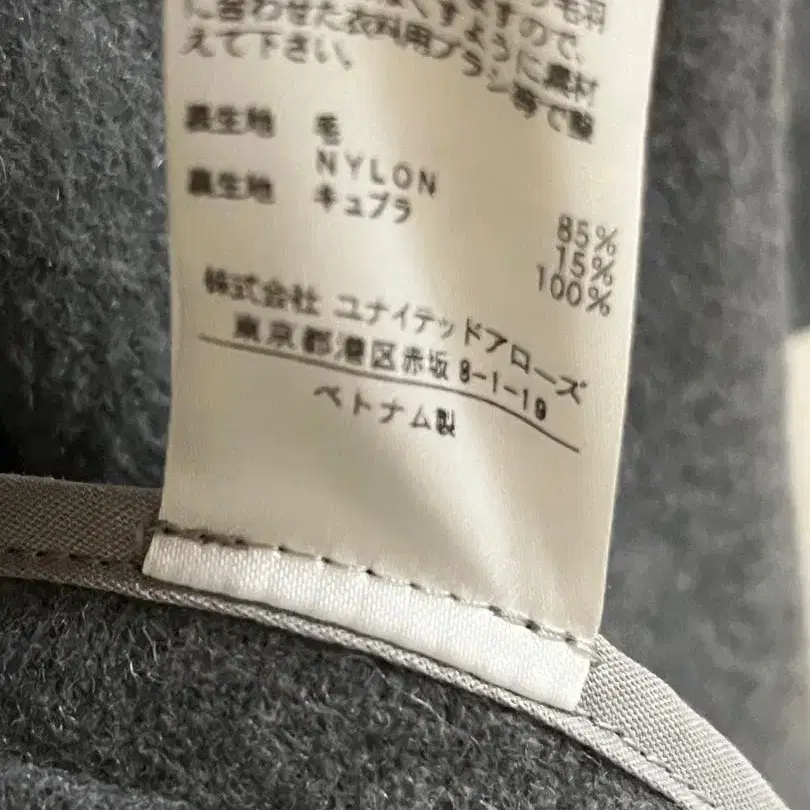 に合わせた衣料用ブラシ等で整
えて下さい。
表生地 毛 85%
NYLON 15%
裏生地 キュプラ 100%
株式会社 ユナイテッドアローズ
東京都港区赤坂 8-1-19
ベトナム製